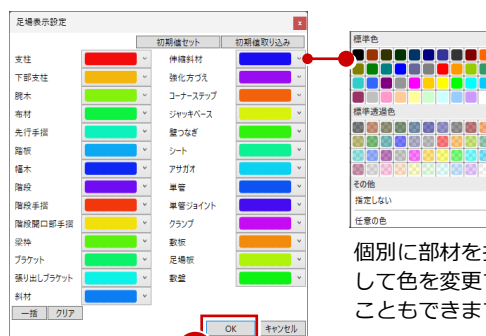 足場表示設定
x
初期値セット
初期値取り込み
支柱
下部支柱
腕木
布材
先行手摺
踏板
幅木
階段
階段手摺
階段開口部手摺
梁枠
ブラケット
張り出しブラケット
斜材
伸縮斜材
強化方づえ
コーナーステップ
ジャッキベース
壁つなぎ
シート
アサガオ
単管
単管ジョイント
クランプ
敷板
足場板
敷盤
一括
クリア
OK
キャンセル
標準色
標準透過色
その他
指定しない
任意の色
個別に部材を
して色を変更
こともできま